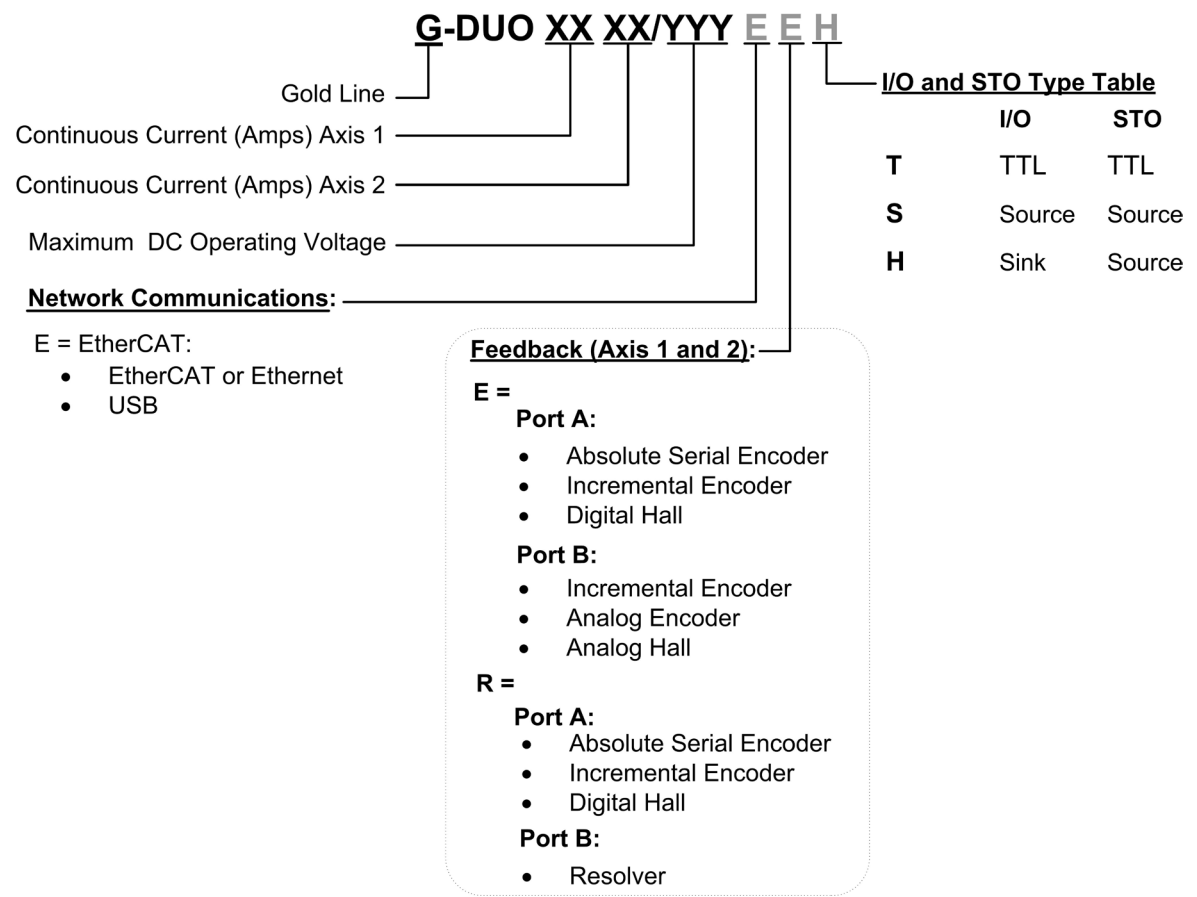 G-DUO XX XX/YYY E E H
Gold Line
Continuous Current (Amps) Axis 1
Continuous Current (Amps) Axis 2
Maximum DC Operating Voltage
Network Communications:
E = EtherCAT:
• EtherCAT or Ethernet
• USB
I/O and STO Type Table
I/O STO
T TTL TTL
S Source Source
H Sink Source
Feedback (Axis 1 and 2):
E =
Port A:
• Absolute Serial Encoder
• Incremental Encoder
• Digital Hall
Port B:
• Incremental Encoder
• Analog Encoder
• Analog Hall
R =
Port A:
• Absolute Serial Encoder
• Incremental Encoder
• Digital Hall
Port B:
• Resolver